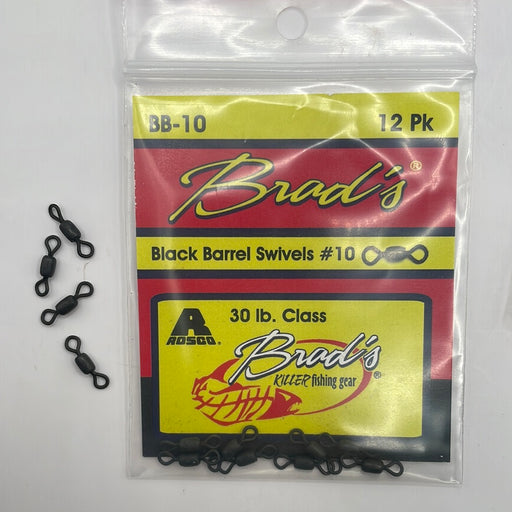 BB-10 12 Pk
Brad's®
Black Barrel Swivels #10
R
ROSCO
30 lb. Class
Brad's
KILLER fishing gear ®